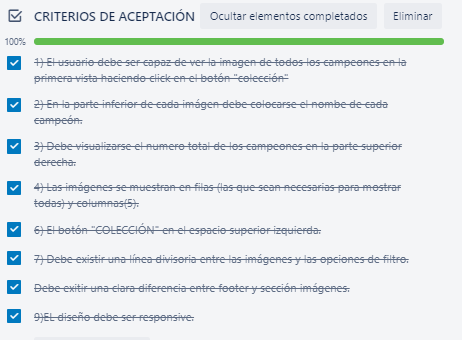 CRITERIOS DE ACEPTACIÓN
Ocultar elementos completados
Eliminar
100%
1) El usuario debe ser capaz de ver la imagen de todos los campeones en la
primera vista haciendo click en el botón "colección"
2) En la parte inferior de cada imágen debe colocarse el nombe de cada
campeón.
3) Debe visualizarse el numero total de los campeones en la parte superior
derecha.
4) Las imágenes se muestran en filas (las que sean necesarias para mostrar
todas) y columnas(5).
6) El botón "COLECCIÓN" en el espacio superior izquierda.
7) Debe existir una línea divisoria entre las imágenes y las opciones de filtro.
Debe exitir una clara diferencia entre footer y sección imágenes.
9)EL diseño debe ser responsive.